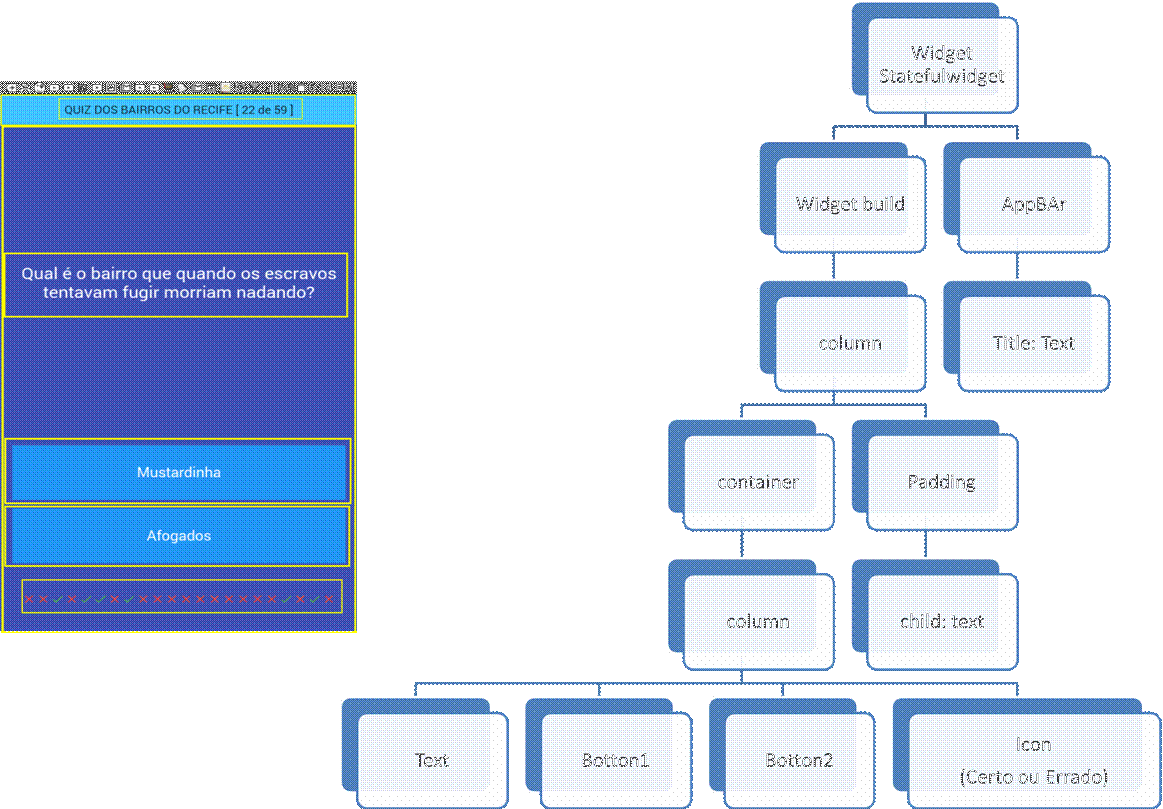 QUIZ DOS BAIRROS DO RECIFE [ 22 de 59 ]
Qual é o bairro que quando os escravos
tentavam fugir morriam nadando?
Mustardinha
Afogados
Widget
Statefulwidget
Widget build
AppBAr
column
Title: Text
container
Padding
column
child: text
Text
Botton1
Botton2
Icon
(Certo ou Errado)